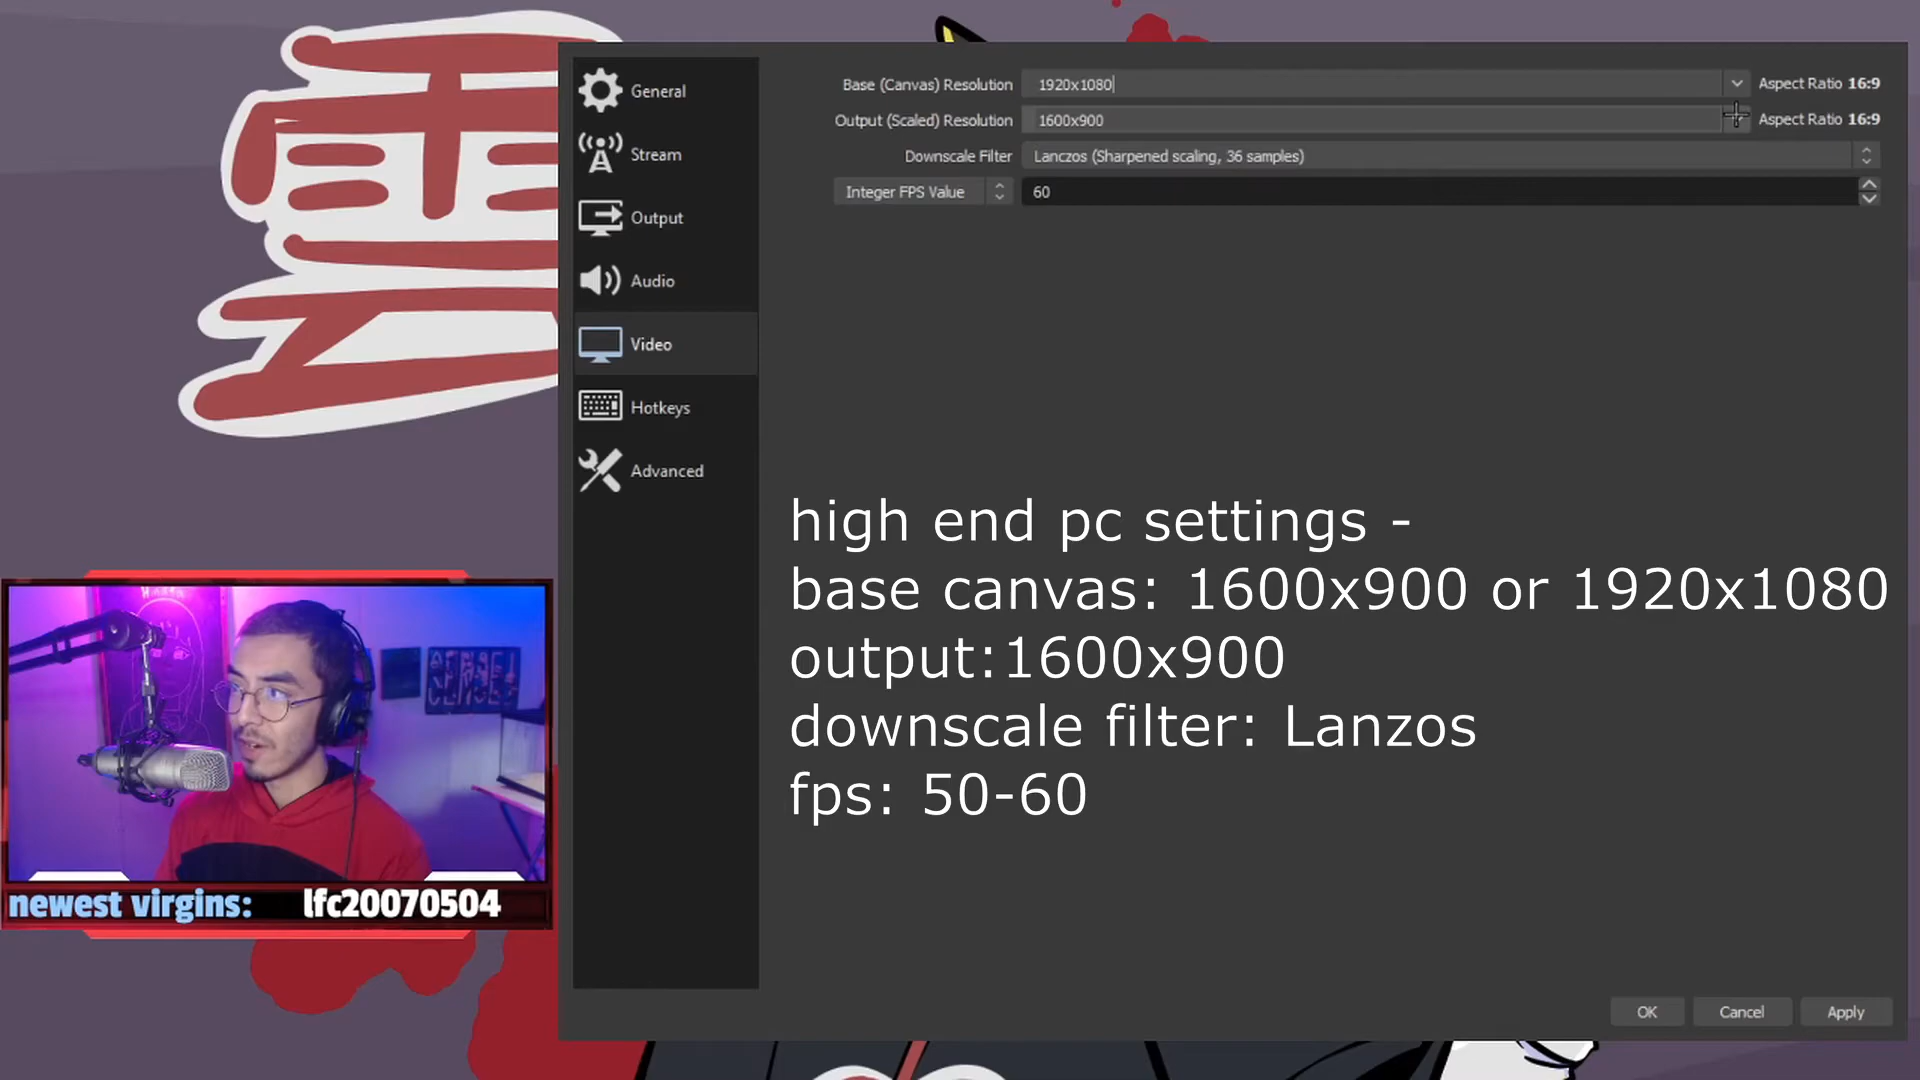 雲
General
Stream
Output
Audio
Video
Hotkeys
Advanced
Base (Canvas) Resolution 1920x1080 Aspect Ratio 16:9
Output (Scaled) Resolution 1600x900 Aspect Ratio 16:9
Downscale Filter Lanczos (Sharpened scaling, 36 samples)
Integer FPS Value 60
high end pc settings -
base canvas: 1600x900 or 1920x1080
output:1600x900
downscale filter: Lanzos
fps: 50-60
newest virgins: lfc20070504
OK Cancel Apply